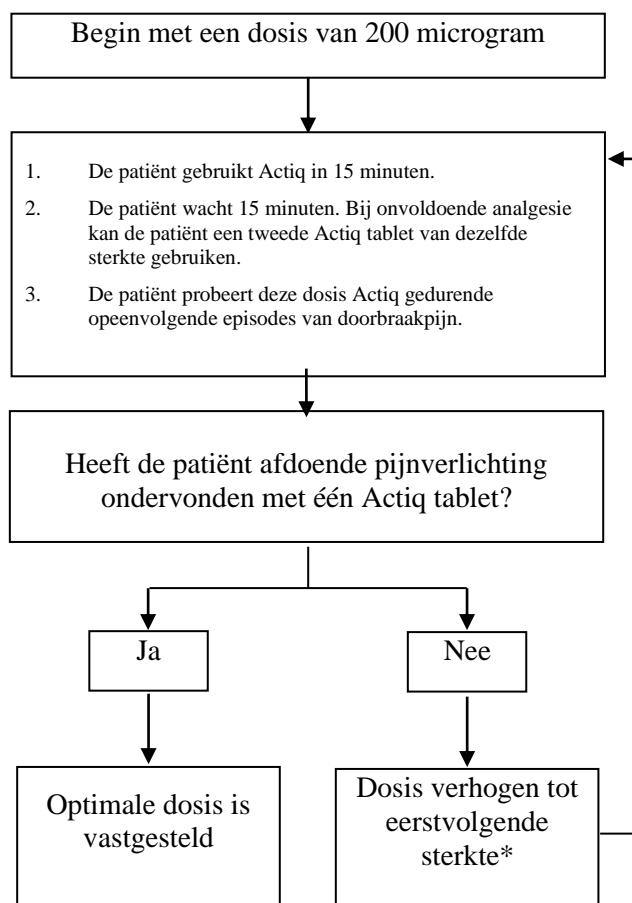 Begin met een dosis van 200 microgram
1. De patiënt gebruikt Actiq in 15 minuten.
2. De patiënt wacht 15 minuten. Bij onvoldoende analgesie
kan de patiënt een tweede Actiq tablet van dezelfde
sterkte gebruiken.
3. De patiënt probeert deze dosis Actiq gedurende
opeenvolgende episodes van doorbraakpijn.
Heeft de patiënt afdoende pijnverlichting
ondervonden met één Actiq tablet?
Ja
Nee
Optimale dosis is
vastgesteld
Dosis verhogen tot
eerstvolgende
sterkte*